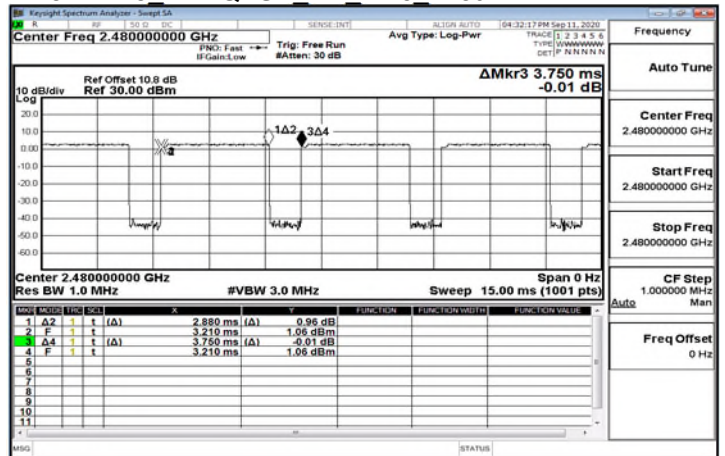 Keysight Spectrum Analyzer - Swept SA
R RF 50 Ω DC SENSE:INT ALIGN AUTO 04:32:17 PM Sep 11, 2020
Center Freq 2.480000000 GHz
PNO: Fast
IFGain:Low
Trig: Free Run
#Atten: 30 dB
Avg Type: Log-Pwr
TRACE 1 2 3 4 5 6
TYPE WWWWWW
DET P N N N N N
Frequency
Auto Tune
Ref Offset 10.8 dB
Ref 30.00 dBm
ΔMkr3 3.750 ms
-0.01 dB
10 dB/div
Log
20.0
10.0
0.00
-10.0
-20.0
-30.0
-40.0
-50.0
-60.0
1Δ2
3Δ4
Center 2.480000000 GHz
Res BW 1.0 MHz
#VBW 3.0 MHz
Span 0 Hz
Sweep 15.00 ms (1001 pts)
MKR MODE TRC SCL X Y FUNCTION FUNCTION WIDTH FUNCTION VALUE
1 Δ2 1 t (Δ) 2.880 ms (Δ) 0.96 dB
2 F 1 t 3.210 ms 1.06 dBm
3 Δ4 1 t (Δ) 3.750 ms (Δ) -0.01 dB
4 F 1 t 3.210 ms 1.06 dBm
5
6
7
8
9
10
11
Center Freq
2.480000000 GHz
Start Freq
2.480000000 GHz
Stop Freq
2.480000000 GHz
CF Step
1.000000 MHz
Auto Man
Freq Offset
0 Hz
MSG STATUS